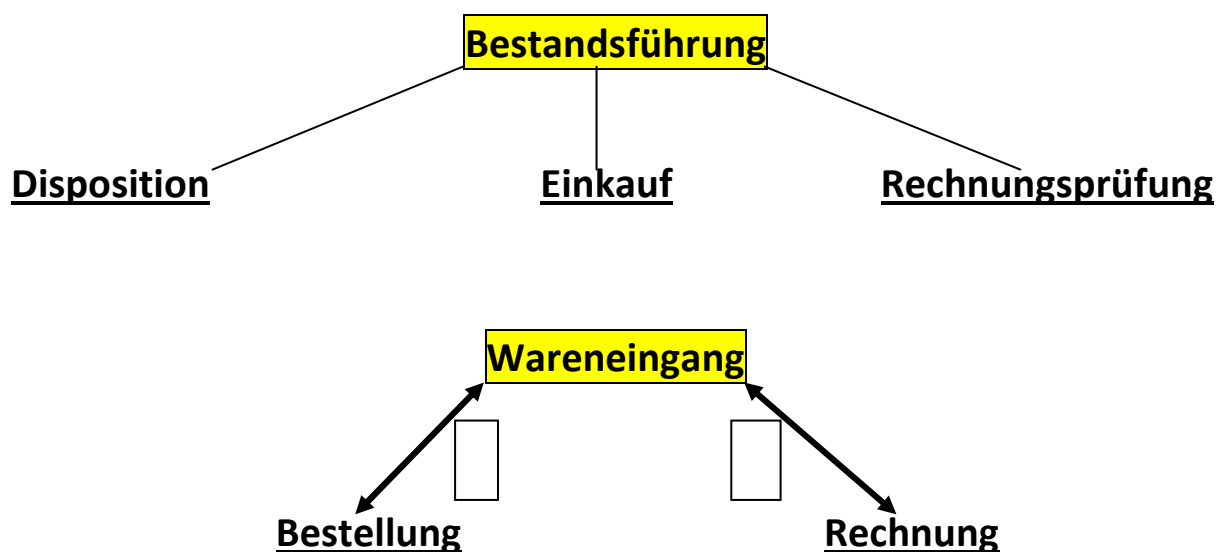 Bestandsführung
Disposition Einkauf Rechnungsprüfung
Wareneingang
Bestellung Rechnung